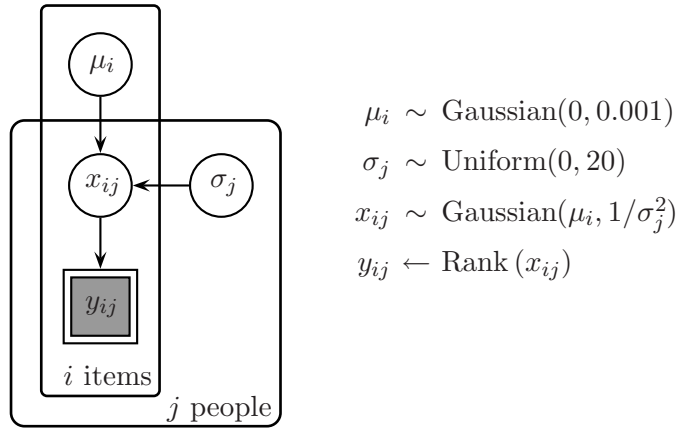 μᵢ
xᵢⱼ
σⱼ
yᵢⱼ
i items
j people
μᵢ ∼ Gaussian(0, 0.001)
σⱼ ∼ Uniform(0, 20)
xᵢⱼ ∼ Gaussian(μᵢ, 1/σⱼ²)
yᵢⱼ ← Rank (xᵢⱼ)